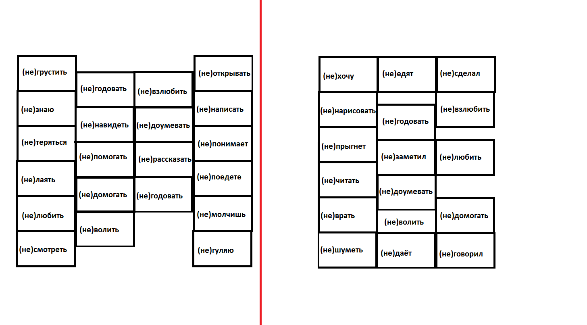 (не)грустить
(не)знаю
(не)теряться
(не)лаять
(не)любить
(не)смотреть
(не)годовать
(не)навидеть
(не)помогать
(не)домогать
(не)волить
(не)взлюбить
(не)доумевать
(не)рассказать
(не)годовать
(не)открывать
(не)написать
(не)понимает
(не)поедете
(не)молчишь
(не)гуляю
(не)хочу
(не)нарисовать
(не)прыгнет
(не)читать
(не)врать
(не)шуметь
(не)едят
(не)годовать
(не)заметил
(не)доумевать
(не)волить
(не)даёт
(не)сделал
(не)взлюбить
(не)любить
(не)домогать
(не)говорил